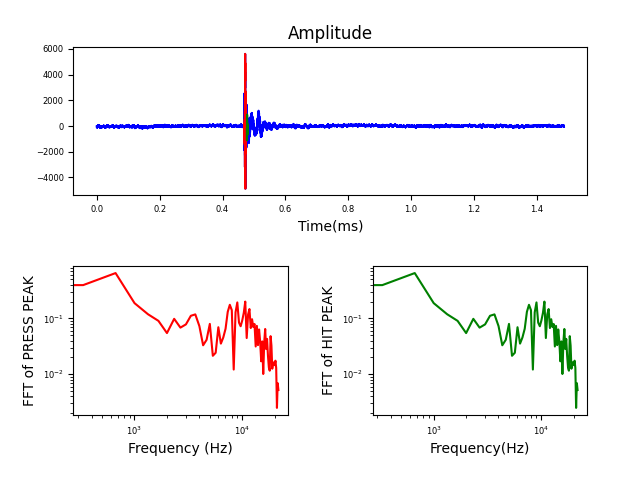 Amplitude
6000
4000
2000
0
−2000
−4000
0.0 0.2 0.4 0.6 0.8 1.0 1.2 1.4
Time(ms)
FFT of PRESS PEAK
10⁻¹
10⁻²
10³ 10⁴
Frequency (Hz)
FFT of HIT PEAK
10⁻¹
10⁻²
10³ 10⁴
Frequency(Hz)